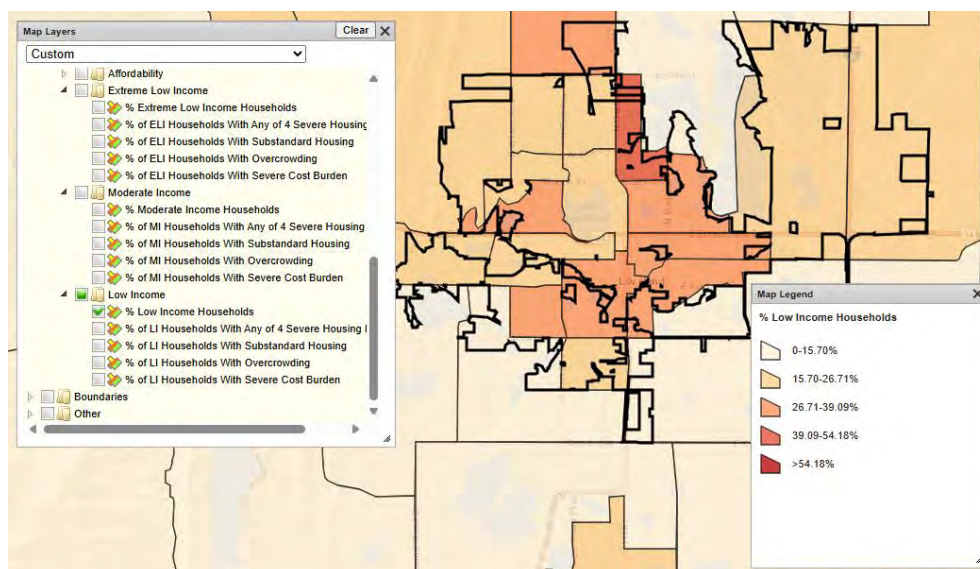 Map Layers
Clear
Custom
Affordability
Extreme Low Income
% Extreme Low Income Households
% of ELI Households With Any of 4 Severe Housing
% of ELI Households With Substandard Housing
% of ELI Households With Overcrowding
% of ELI Households With Severe Cost Burden
Moderate Income
% Moderate Income Households
% of MI Households With Any of 4 Severe Housing
% of MI Households With Substandard Housing
% of MI Households With Overcrowding
% of MI Households With Severe Cost Burden
Low Income
% Low Income Households
% of LI Households With Any of 4 Severe Housing
% of LI Households With Substandard Housing
% of LI Households With Overcrowding
% of LI Households With Severe Cost Burden
Boundaries
Other
Map Legend
% Low Income Households
0-15.70%
15.70-26.71%
26.71-39.09%
39.09-54.18%
>54.18%